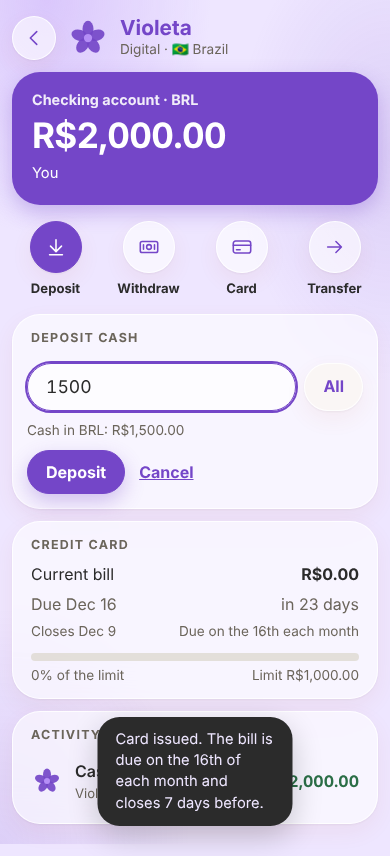 Violeta
Digital · 🇧🇷 Brazil
Checking account · BRL
R$2,000.00
You
Deposit
Withdraw
Card
Transfer
DEPOSIT CASH
1500
All
Cash in BRL: R$1,500.00
Deposit
Cancel
CREDIT CARD
Current bill R$0.00
Due Dec 16 in 23 days
Closes Dec 9 Due on the 16th each month
0% of the limit Limit R$1,000.00
ACTIVITY
Card issued. The bill is
due on the 16th of
each month and
closes 7 days before.
2,000.00